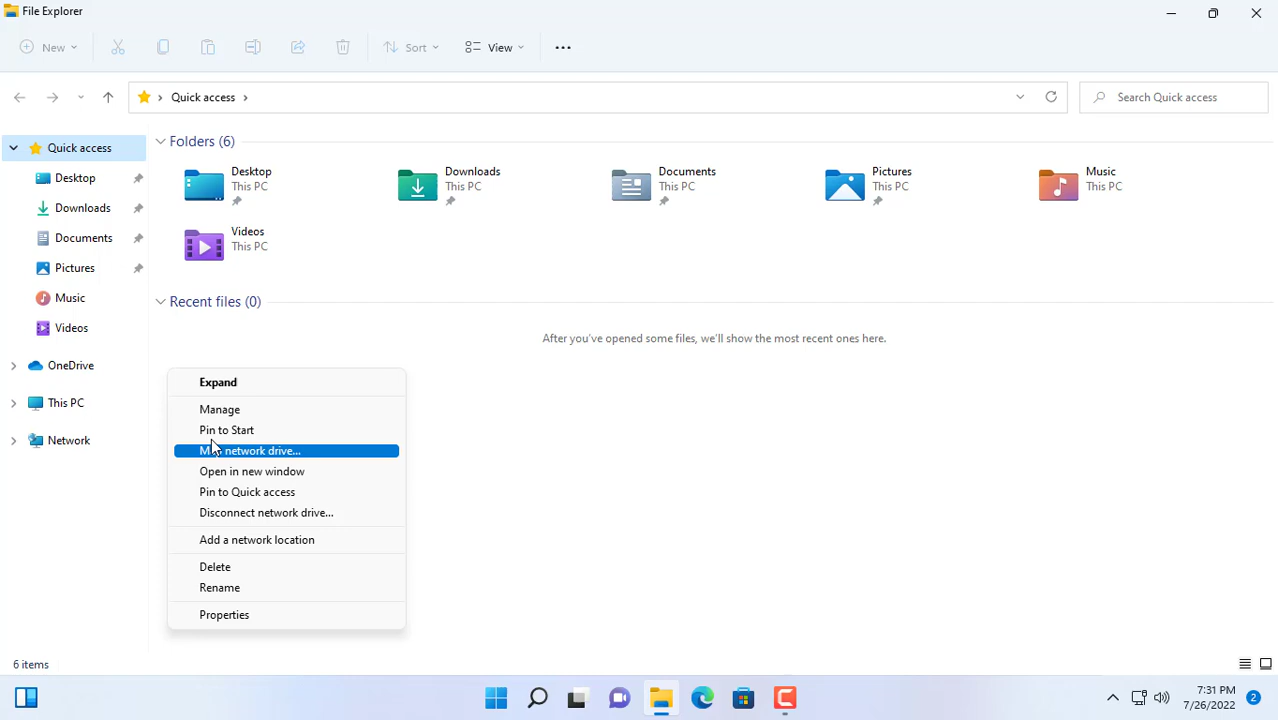 File Explorer
New
Sort
View
Quick access
Search Quick access
Quick access
Desktop
Downloads
Documents
Pictures
Music
Videos
OneDrive
This PC
Network
Folders (6)
Desktop
This PC
Downloads
This PC
Documents
This PC
Pictures
This PC
Music
This PC
Videos
This PC
Recent files (0)
After you've opened some files, we'll show the most recent ones here.
Expand
Manage
Pin to Start
network drive...
Open in new window
Pin to Quick access
Disconnect network drive...
Add a network location
Delete
Rename
Properties
6 items
7:31 PM
7/26/2022
2